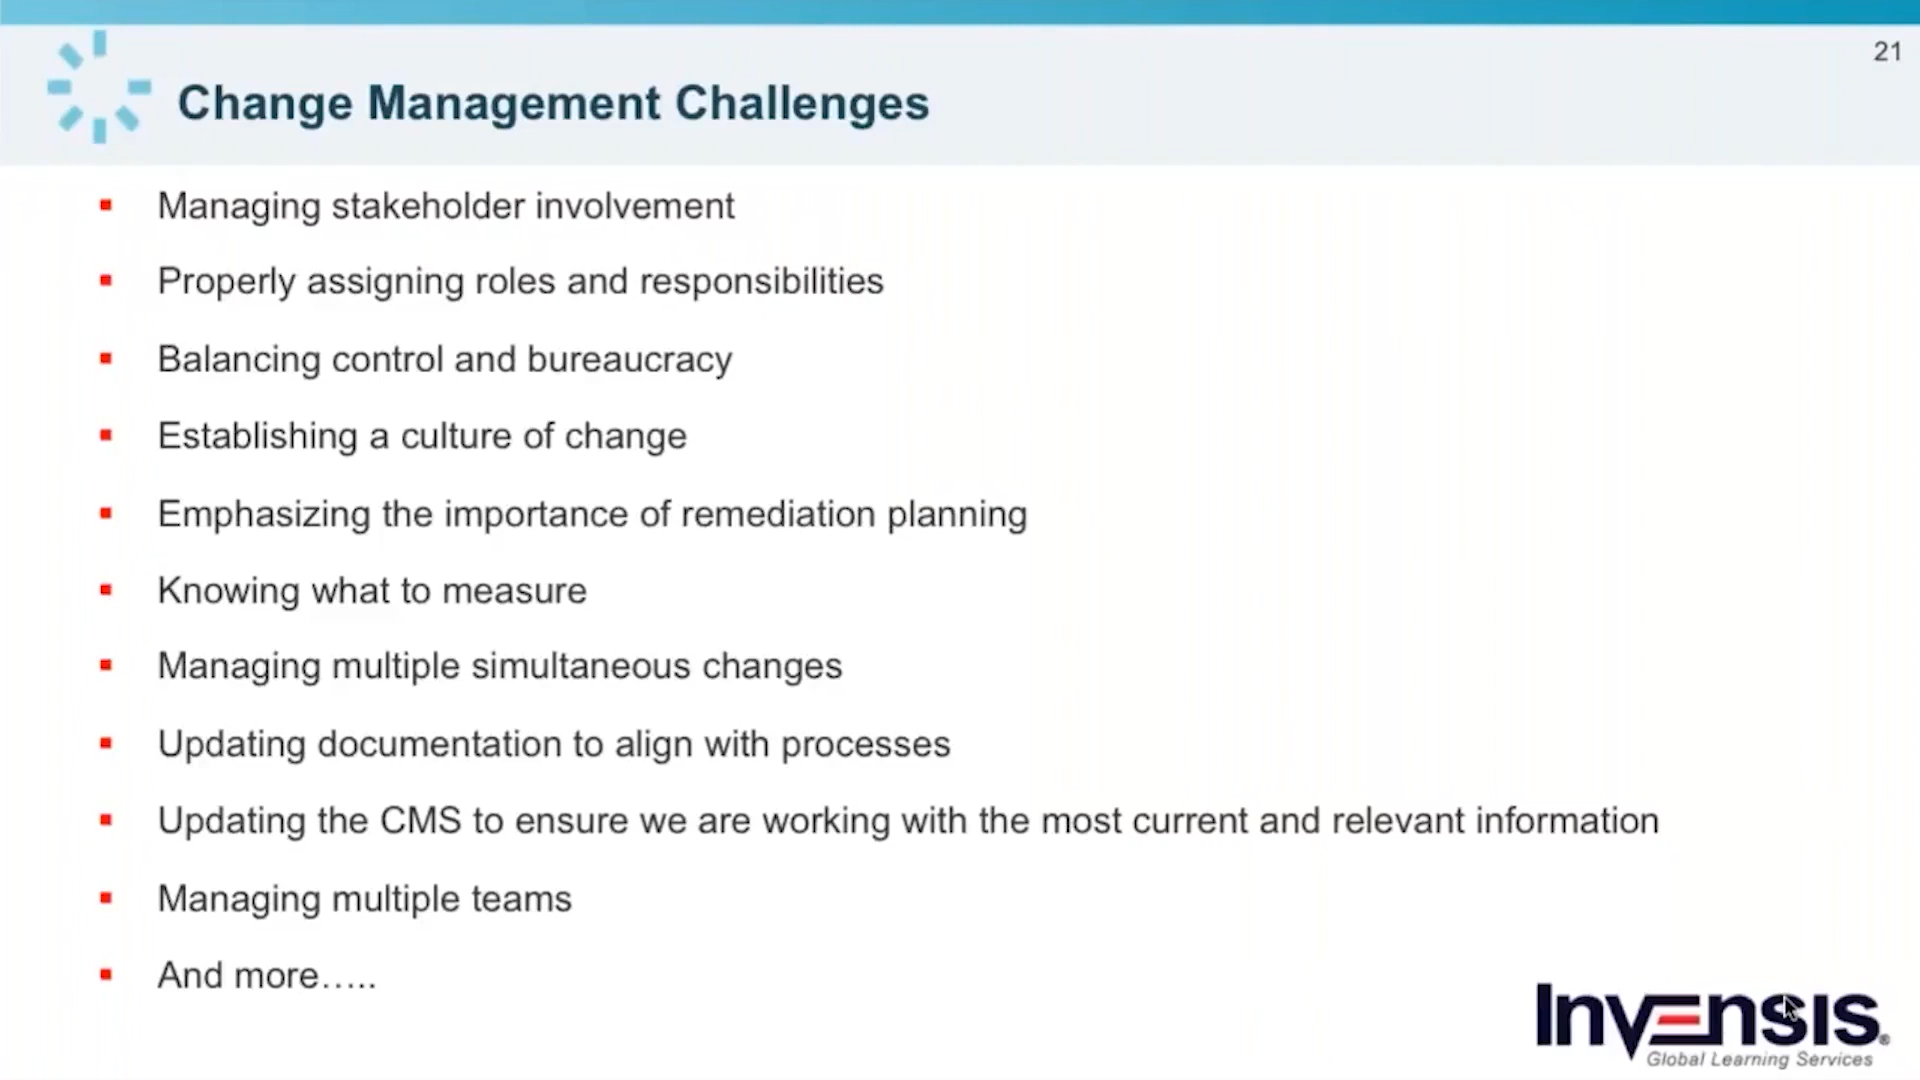 21
Change Management Challenges
Managing stakeholder involvement
Properly assigning roles and responsibilities
Balancing control and bureaucracy
Establishing a culture of change
Emphasizing the importance of remediation planning
Knowing what to measure
Managing multiple simultaneous changes
Updating documentation to align with processes
Updating the CMS to ensure we are working with the most current and relevant information
Managing multiple teams
And more…..
Invensis®
Global Learning Services